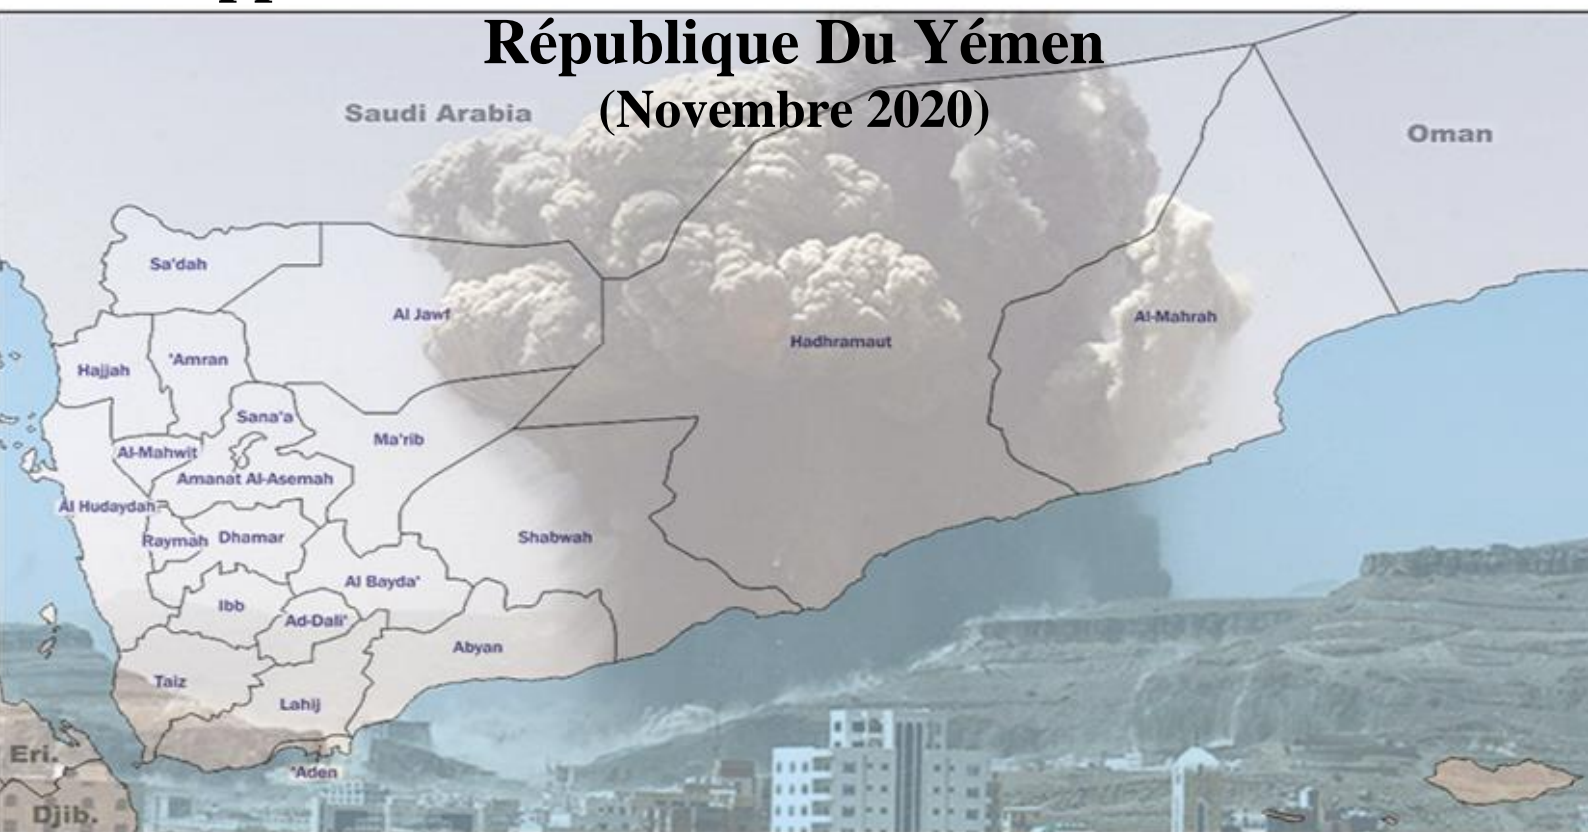 République Du Yémen
(Novembre 2020)
Saudi Arabia
Oman
Sa'dah
Al Jawf
Al-Mahrah
Hadhramaut
'Amran
Hajjah
Sana'a
Ma'rib
Al-Mahwit
Amanat Al-Asemah
Al Hudaydah
Raymah
Dhamar
Shabwah
Al Bayda'
Ibb
Ad-Dali'
Abyan
Taiz
Lahij
Eri.
'Aden
Djib.